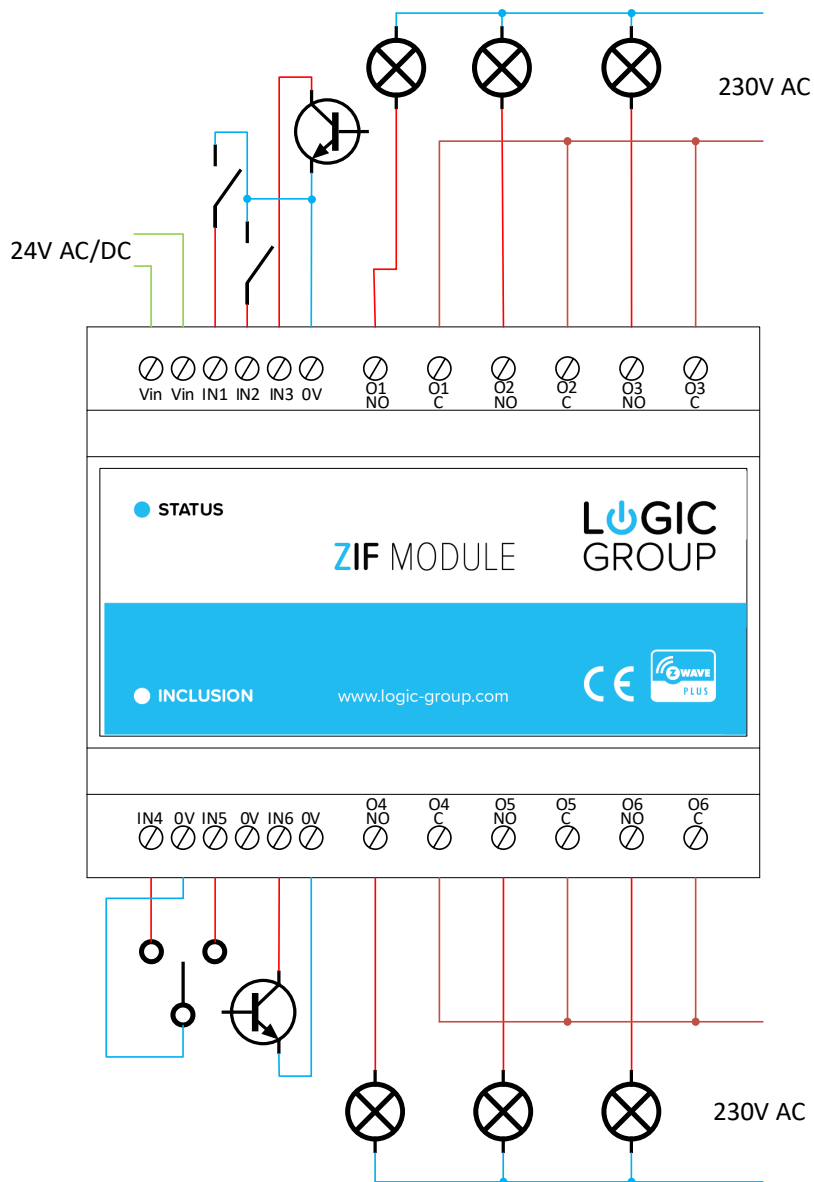 230V AC
24V AC/DC
Vin Vin IN1 IN2 IN3 0V
O1 NO
O1 C
O2 NO
O2 C
O3 NO
O3 C
STATUS
LOGIC
GROUP
ZIF MODULE
INCLUSION
www.logic-group.com
CE
Z WAVE
PLUS
IN4 0V IN5 0V IN6 0V
O4 NO
O4 C
O5 NO
O5 C
O6 NO
O6 C
230V AC